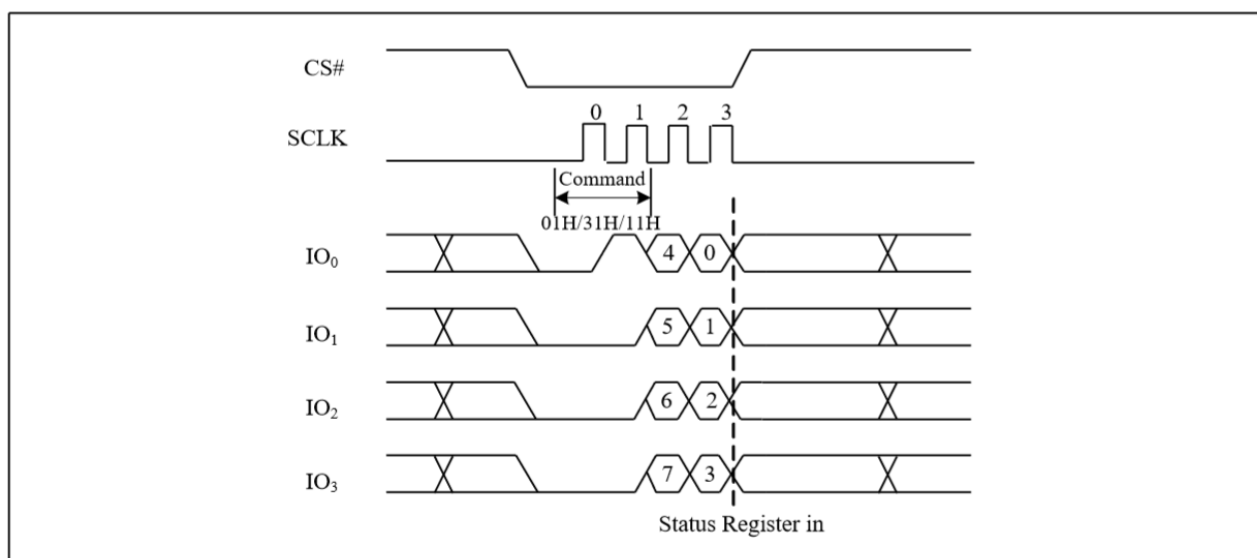 CS#
0 1 2 3
SCLK
Command
01H/31H/11H
IO₀ 4 0
IO₁ 5 1
IO₂ 6 2
IO₃ 7 3
Status Register in